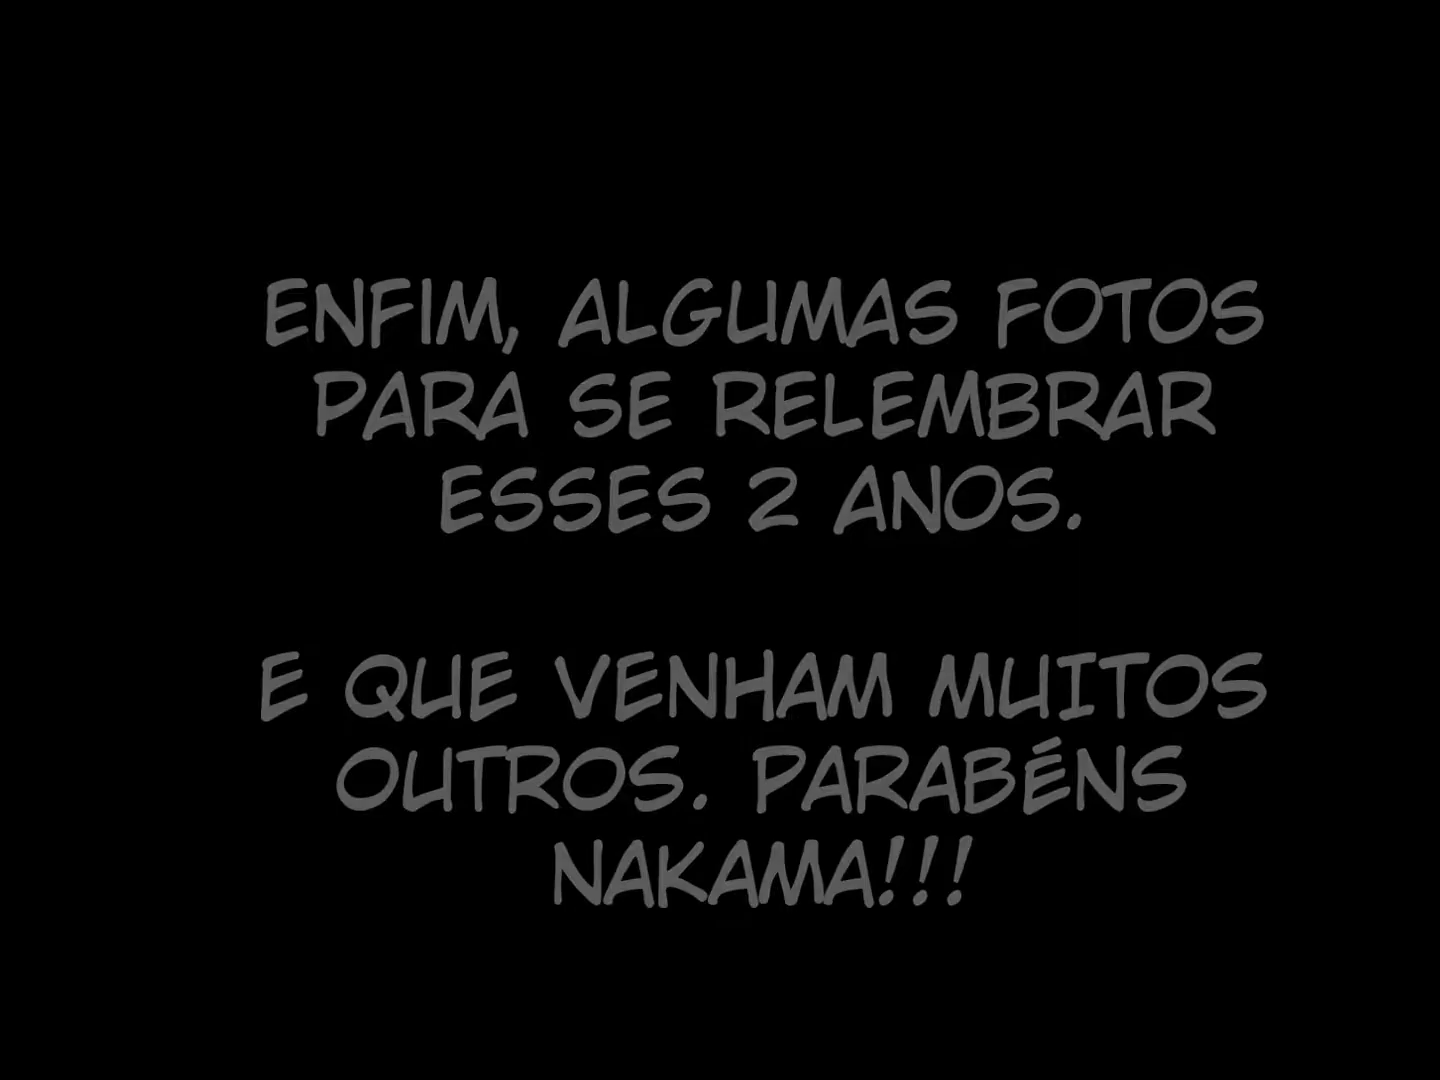 ENFIM, ALGUMAS FOTOS
PARA SE RELEMBRAR
ESSES 2 ANOS.
E QUE VENHAM MUITOS
OUTROS. PARABÉNS
NAKAMA!!!